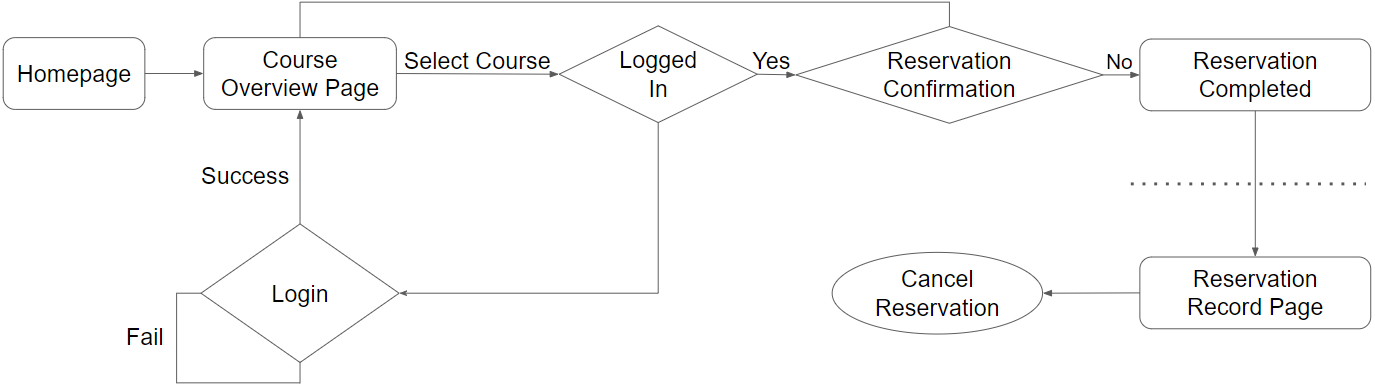 Homepage
Course
Overview Page
Select Course
Logged
In
Yes
Reservation
Confirmation
No
Reservation
Completed
Success
Login
Fail
Cancel
Reservation
Reservation
Record Page